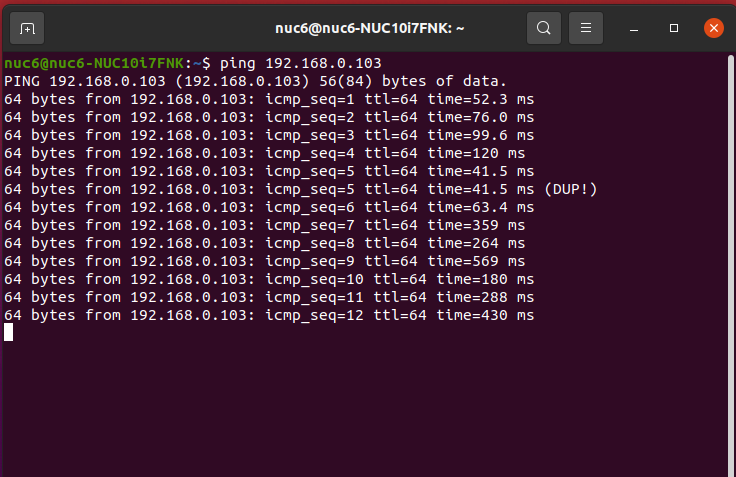 nuc6@nuc6-NUC10i7FNK: ~
nuc6@nuc6-NUC10i7FNK:~$ ping 192.168.0.103
PING 192.168.0.103 (192.168.0.103) 56(84) bytes of data.
64 bytes from 192.168.0.103: icmp_seq=1 ttl=64 time=52.3 ms
64 bytes from 192.168.0.103: icmp_seq=2 ttl=64 time=76.0 ms
64 bytes from 192.168.0.103: icmp_seq=3 ttl=64 time=99.6 ms
64 bytes from 192.168.0.103: icmp_seq=4 ttl=64 time=120 ms
64 bytes from 192.168.0.103: icmp_seq=5 ttl=64 time=41.5 ms
64 bytes from 192.168.0.103: icmp_seq=5 ttl=64 time=41.5 ms (DUP!)
64 bytes from 192.168.0.103: icmp_seq=6 ttl=64 time=63.4 ms
64 bytes from 192.168.0.103: icmp_seq=7 ttl=64 time=359 ms
64 bytes from 192.168.0.103: icmp_seq=8 ttl=64 time=264 ms
64 bytes from 192.168.0.103: icmp_seq=9 ttl=64 time=569 ms
64 bytes from 192.168.0.103: icmp_seq=10 ttl=64 time=180 ms
64 bytes from 192.168.0.103: icmp_seq=11 ttl=64 time=288 ms
64 bytes from 192.168.0.103: icmp_seq=12 ttl=64 time=430 ms